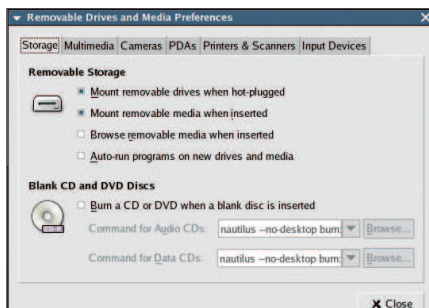 Removable Drives and Media Preferences
Storage Multimedia Cameras PDAs Printers & Scanners Input Devices
Removable Storage
Mount removable drives when hot-plugged
Mount removable media when inserted
Browse removable media when inserted
Auto-run programs on new drives and media
Blank CD and DVD Discs
Burn a CD or DVD when a blank disc is inserted
Command for Audio CDs: nautilus --no-desktop burn: Browse...
Command for Data CDs: nautilus --no-desktop burn: Browse...
X Close